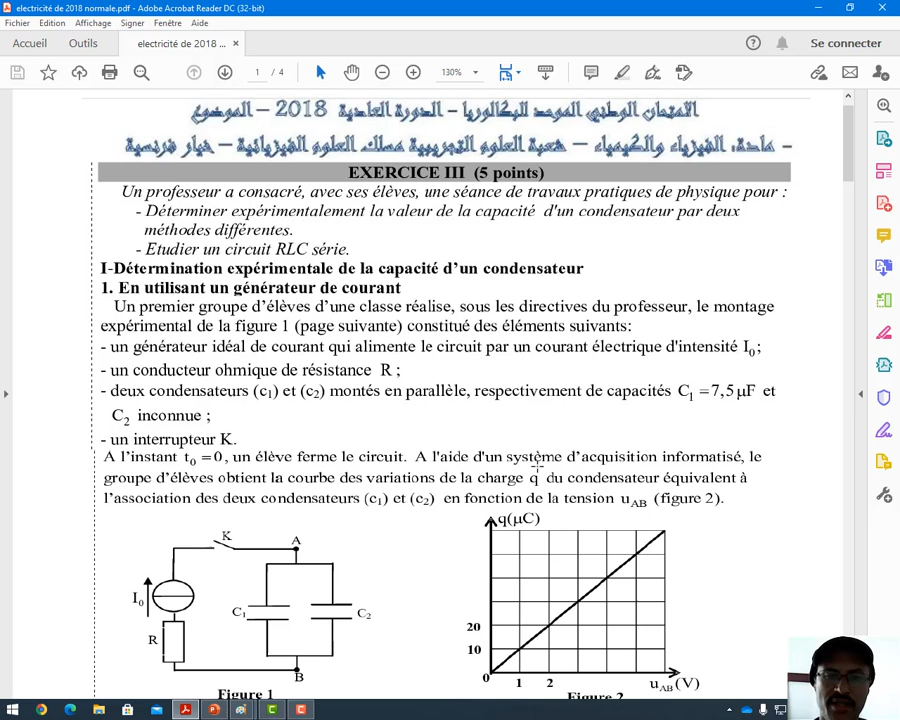 electricité de 2018 normale.pdf - Adobe Acrobat Reader DC (32-bit)
Fichier Edition Affichage Signer Fenêtre Aide
Accueil Outils electricité de 2018 ... × Se connecter
1 / 4 130%
الامتحان الوطني الموحد للبكالوريا - الدورة العادية 2018 - الموضوع
- مادة: الفيزياء والكيمياء - شعبة العلوم التجريبية مسلك العلوم الفيزيائية - خيار فرنسية
EXERCICE III (5 points)
Un professeur a consacré, avec ses élèves, une séance de travaux pratiques de physique pour :
- Déterminer expérimentalement la valeur de la capacité d'un condensateur par deux
méthodes différentes.
- Etudier un circuit RLC série.
I-Détermination expérimentale de la capacité d'un condensateur
1. En utilisant un générateur de courant
Un premier groupe d'élèves d'une classe réalise, sous les directives du professeur, le montage
expérimental de la figure 1 (page suivante) constitué des éléments suivants:
- un générateur idéal de courant qui alimente le circuit par un courant électrique d'intensité I₀;
- un conducteur ohmique de résistance R ;
- deux condensateurs (c₁) et (c₂) montés en parallèle, respectivement de capacités C₁ = 7,5 μF et
C₂ inconnue ;
- un interrupteur K.
A l'instant t₀ = 0, un élève ferme le circuit. A l'aide d'un système d'acquisition informatisé, le
groupe d'élèves obtient la courbe des variations de la charge q du condensateur équivalent à
l'association des deux condensateurs (c₁) et (c₂) en fonction de la tension u_AB (figure 2).
K A
I₀ C₁ C₂
R
B
Figure 1
q(μC)
20
10
0 1 2 u_AB (V)
Figure 2